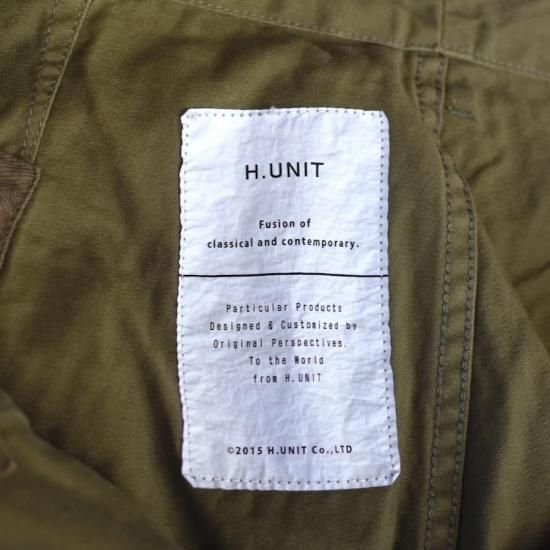 H.UNIT
Fusion of
classical and contemporary.
Particular Products
Designed & Customized by
Original Perspectives.
To the World
from H.UNIT
©2015 H.UNIT Co.,LTD